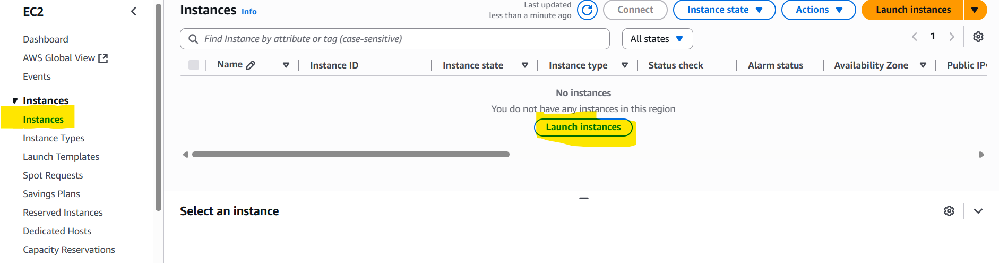 EC2
Dashboard
AWS Global View
Events
Instances
Instances
Instance Types
Launch Templates
Spot Requests
Savings Plans
Reserved Instances
Dedicated Hosts
Capacity Reservations
Instances Info
Last updated
less than a minute ago
Connect
Instance state
Actions
Launch instances
Find Instance by attribute or tag (case-sensitive)
All states
1
Name Instance ID Instance state Instance type Status check Alarm status Availability Zone Public IPv
No instances
You do not have any instances in this region
Launch instances
Select an instance